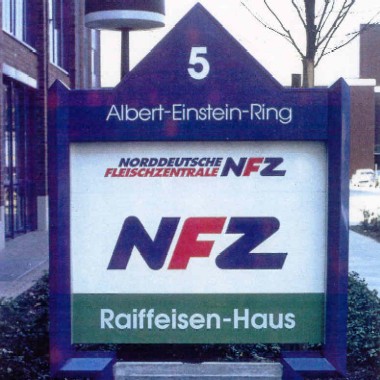 5
Albert-Einstein-Ring
NORDDEUTSCHE
FLEISCHZENTRALE NFZ
NFZ
Raiffeisen-Haus